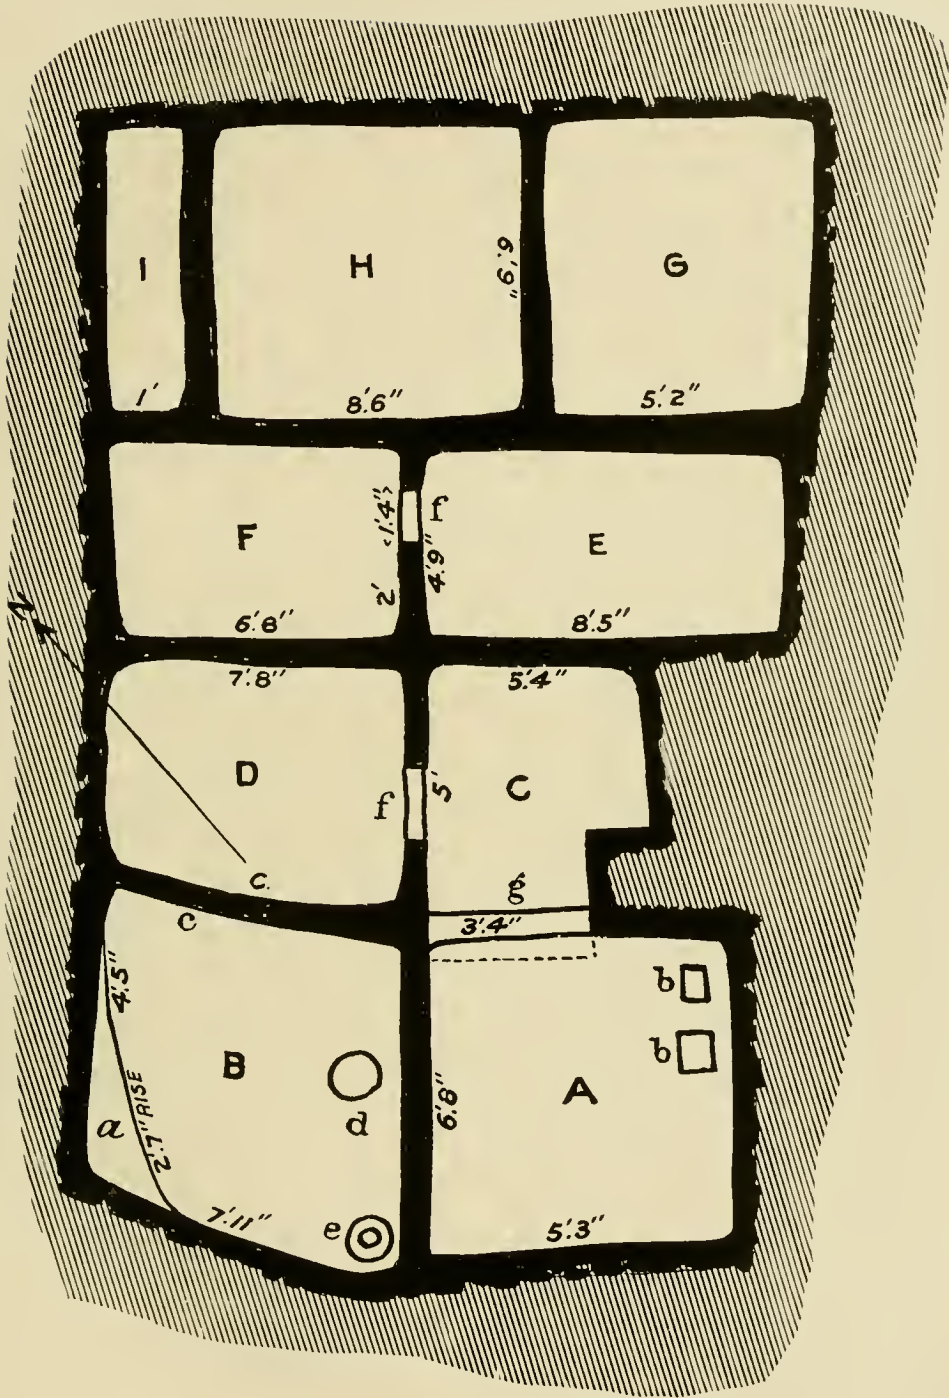 I
H
6',9"
G
1'
8'.6"
5'.2"
F
<1'.4">
f
4'.9"
E
2'
6'.8"
8'.5"
N
7'.8"
5'.4"
D
f
5'
C
c.
c
g
3'.4"
4'.5"
b
b
B
A
d
6'.8"
a
2'.7" RISE
7'.11"
e
5'.3"